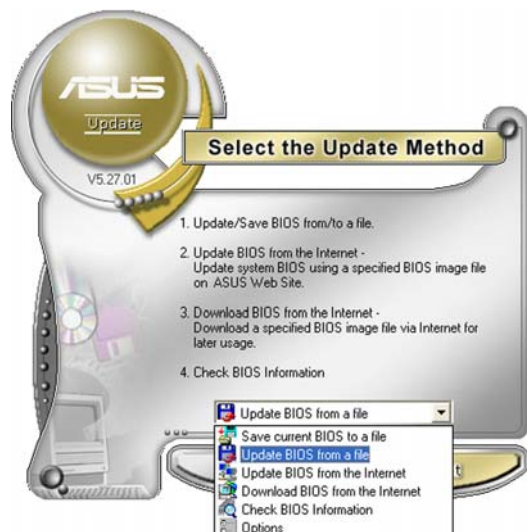 ASUS
Update
V5.27.01
Select the Update Method
1. Update/Save BIOS from/to a file.
2. Update BIOS from the Internet -
Update system BIOS using a specified BIOS image file
on ASUS Web Site.
3. Download BIOS from the Internet -
Download a specified BIOS image file via Internet for
later usage.
4. Check BIOS Information
Update BIOS from a file
Save current BIOS to a file
Update BIOS from a file
Update BIOS from the Internet
Download BIOS from the Internet
Check BIOS Information
Options